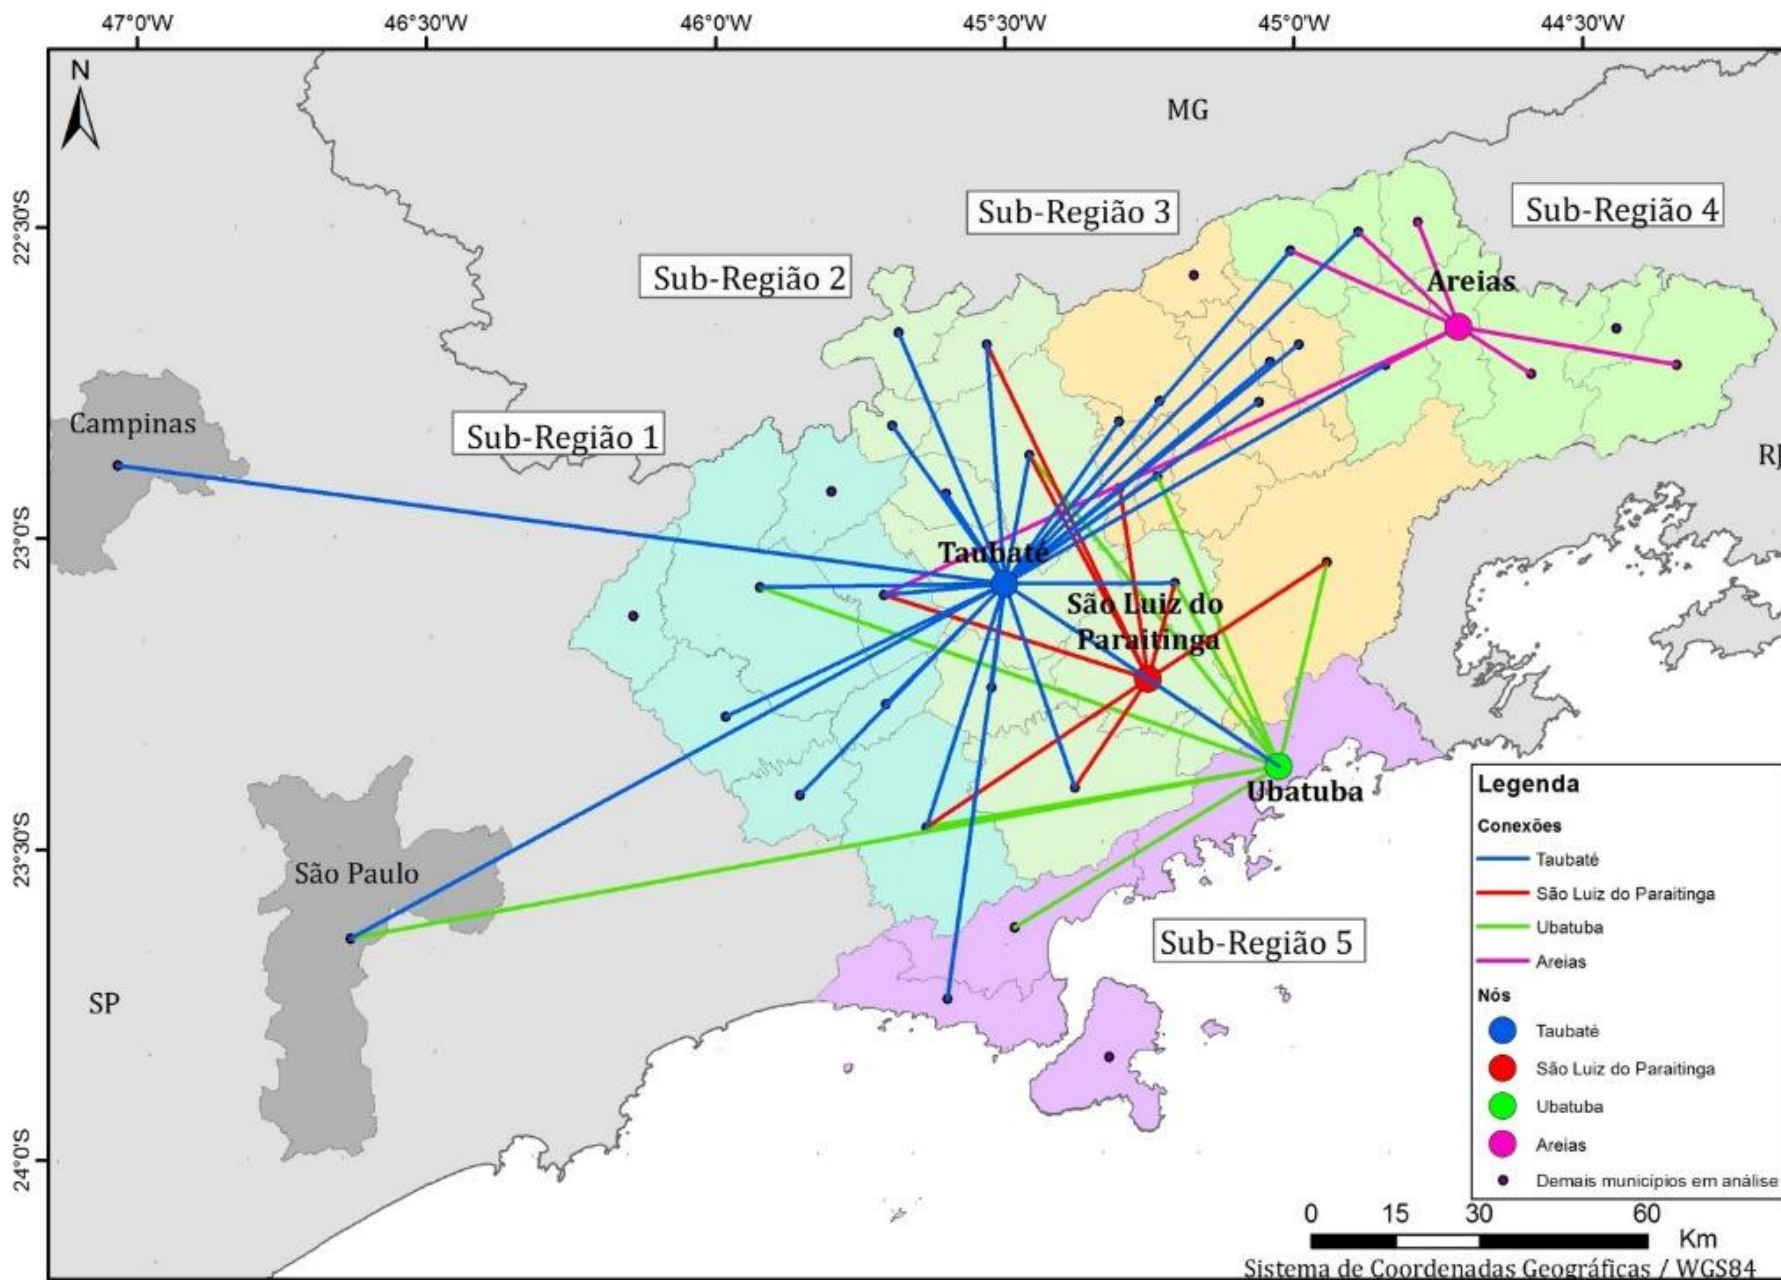 47°0'W 46°30'W 46°0'W 45°30'W 45°0'W 44°30'W
N
MG
22°30'S
Sub-Região 3
Sub-Região 4
Sub-Região 2
Areias
Campinas
Sub-Região 1
RJ
23°0'S
Taubaté
São Luiz do
Paraitinga
Ubatuba
23°30'S
São Paulo
Sub-Região 5
SP
24°0'S
Legenda
Conexões
Taubaté
São Luiz do Paraitinga
Ubatuba
Areias
Nós
Taubaté
São Luiz do Paraitinga
Ubatuba
Areias
Demais municípios em análise
0 15 30 60
Km
Sistema de Coordenadas Geográficas / WGS84